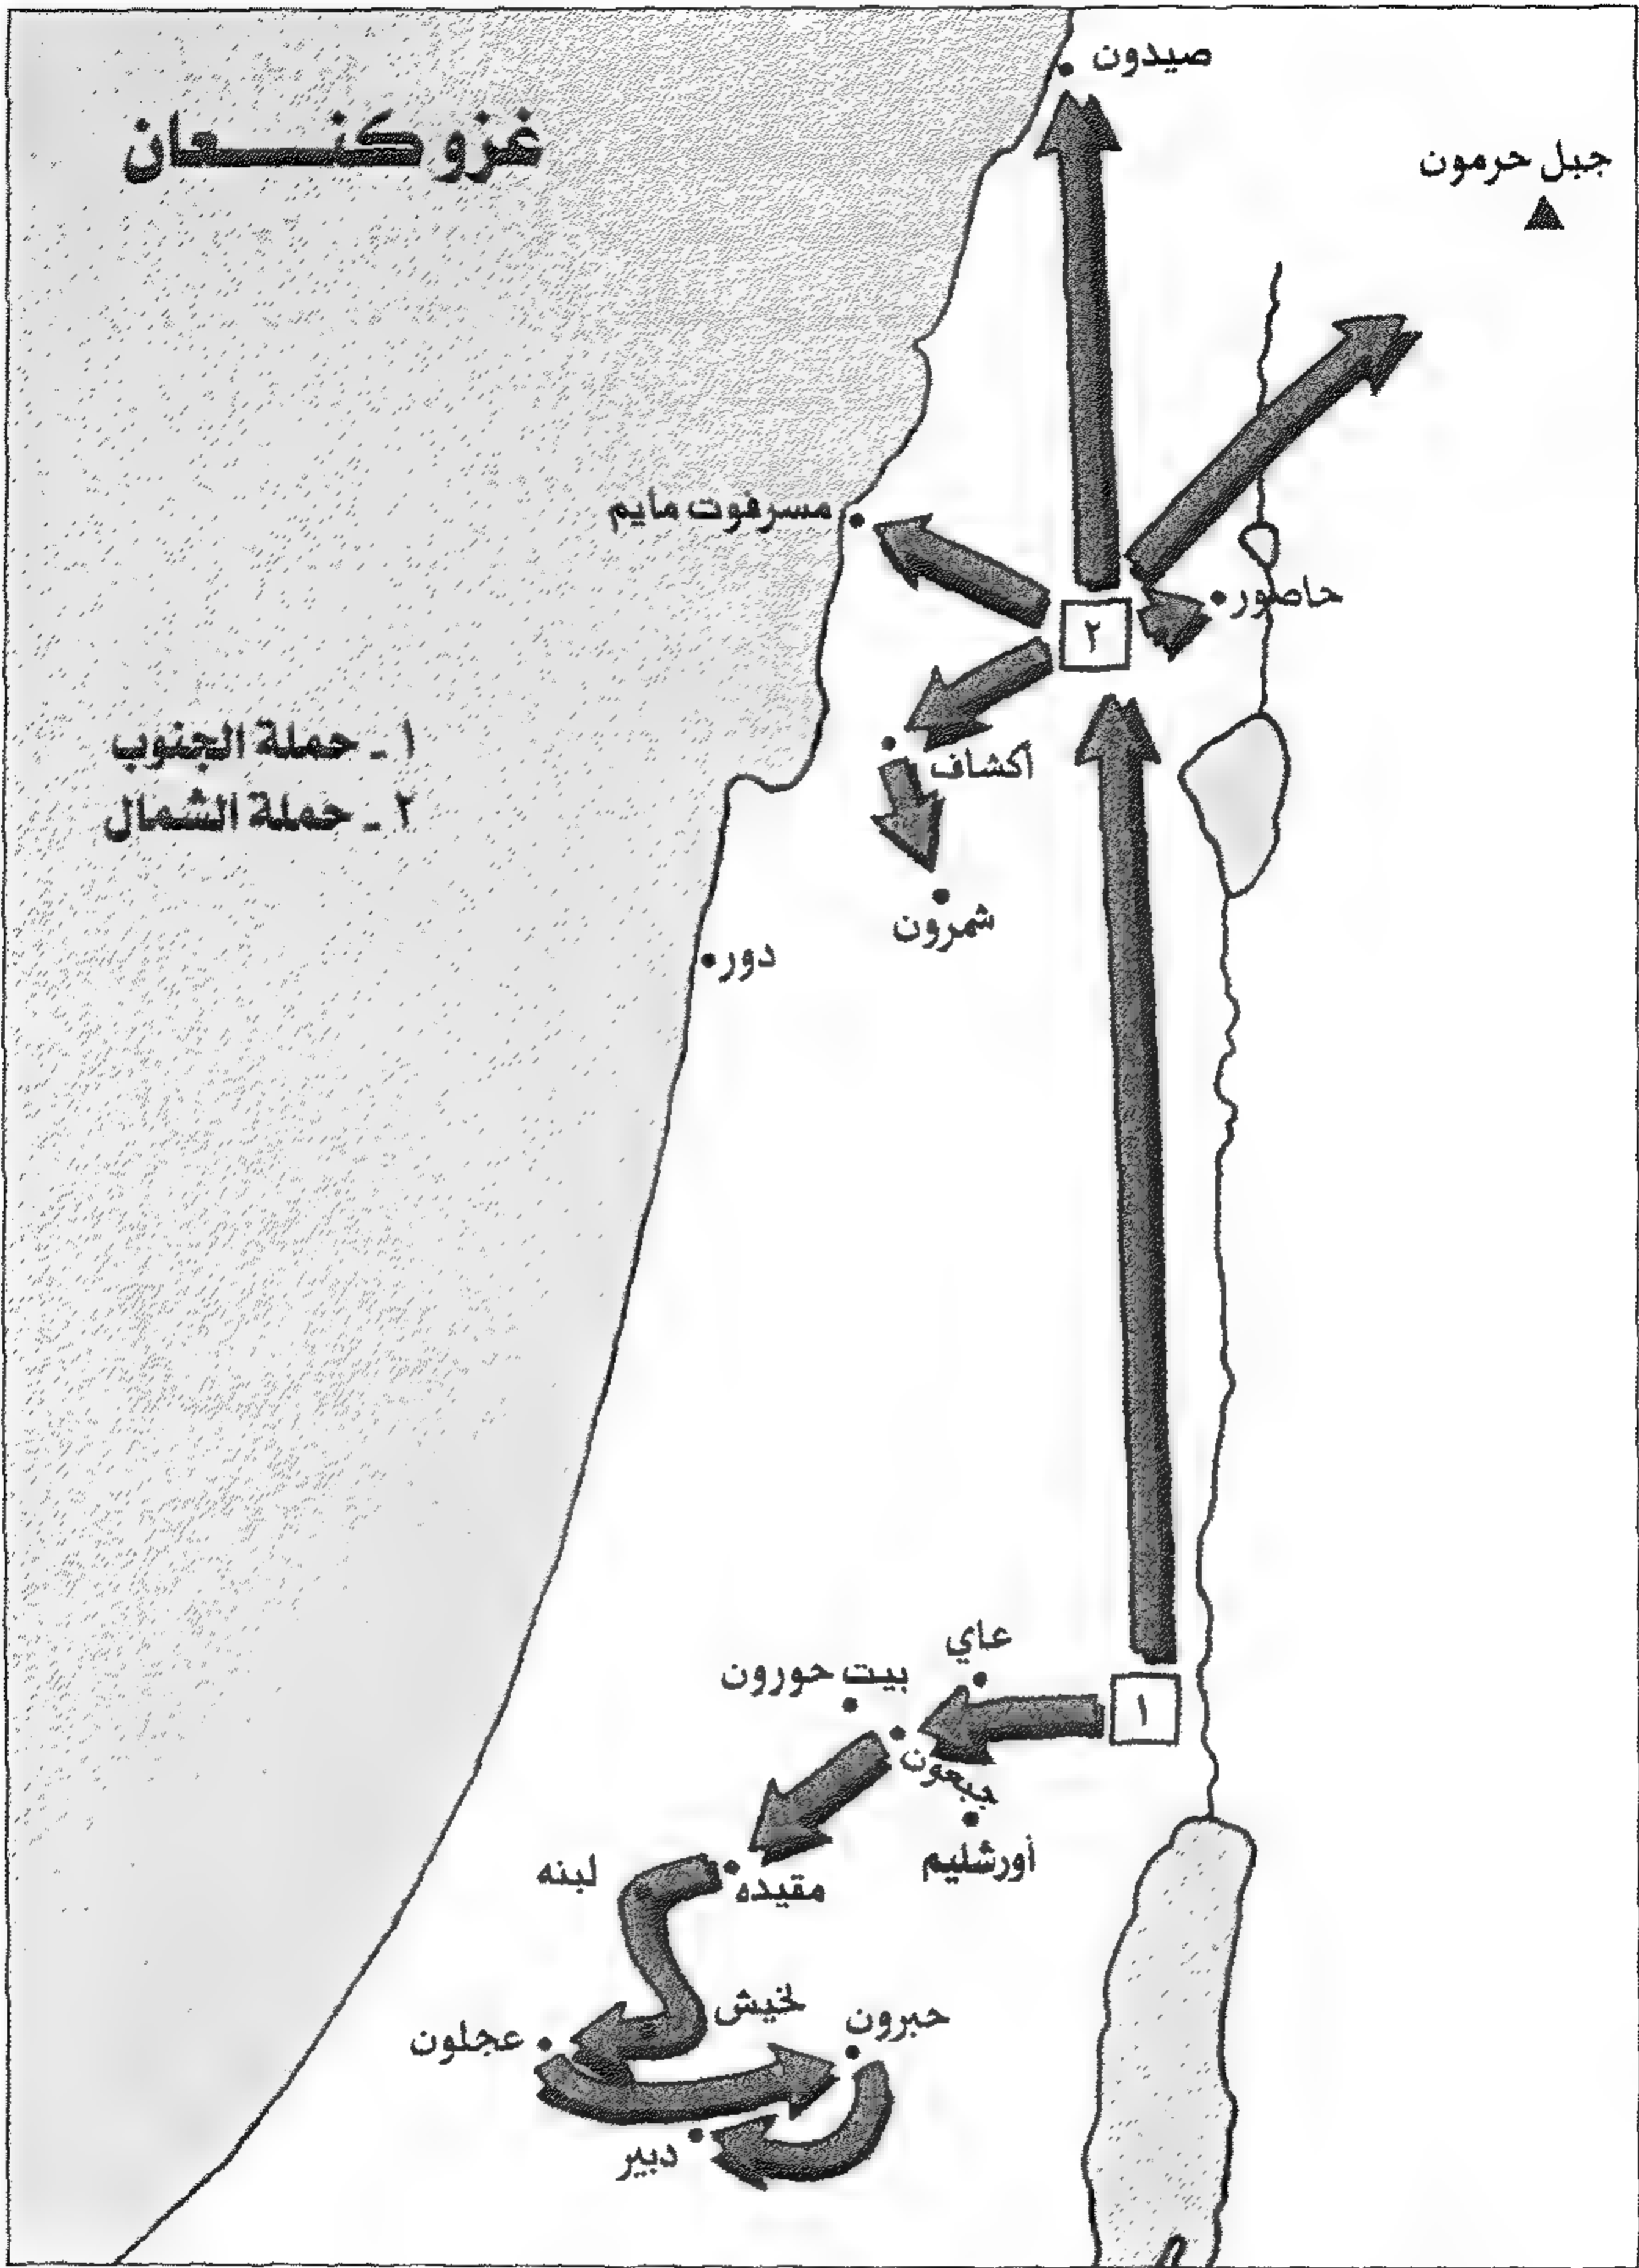 صيدون
غزو كنـــعان
جبل حرمون
مسرفوت مايم
حاصور
٢
١ ـ حملة الجنوب
٢ ـ حملة الشمال
أكشاف
شمرون
دور
عاي
بيت حورون
١
جبعون
أورشليم
لبنه
مقيده
لخيش
حبرون
عجلون
دبير